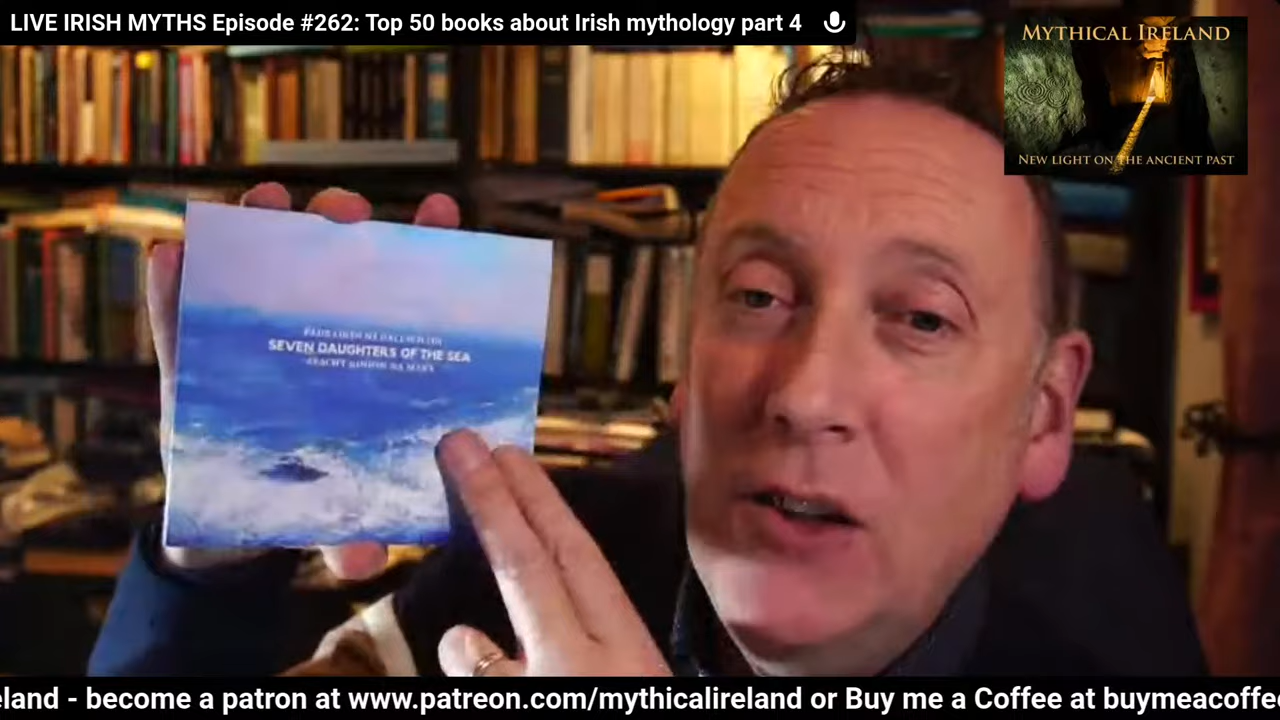 LIVE IRISH MYTHS Episode #262: Top 50 books about Irish mythology part 4
MYTHICAL IRELAND
NEW LIGHT ON THE ANCIENT PAST
SEVEN DAUGHTERS OF THE SEA
eland - become a patron at www.patreon.com/mythicalireland or Buy me a Coffee at buymeacoffe